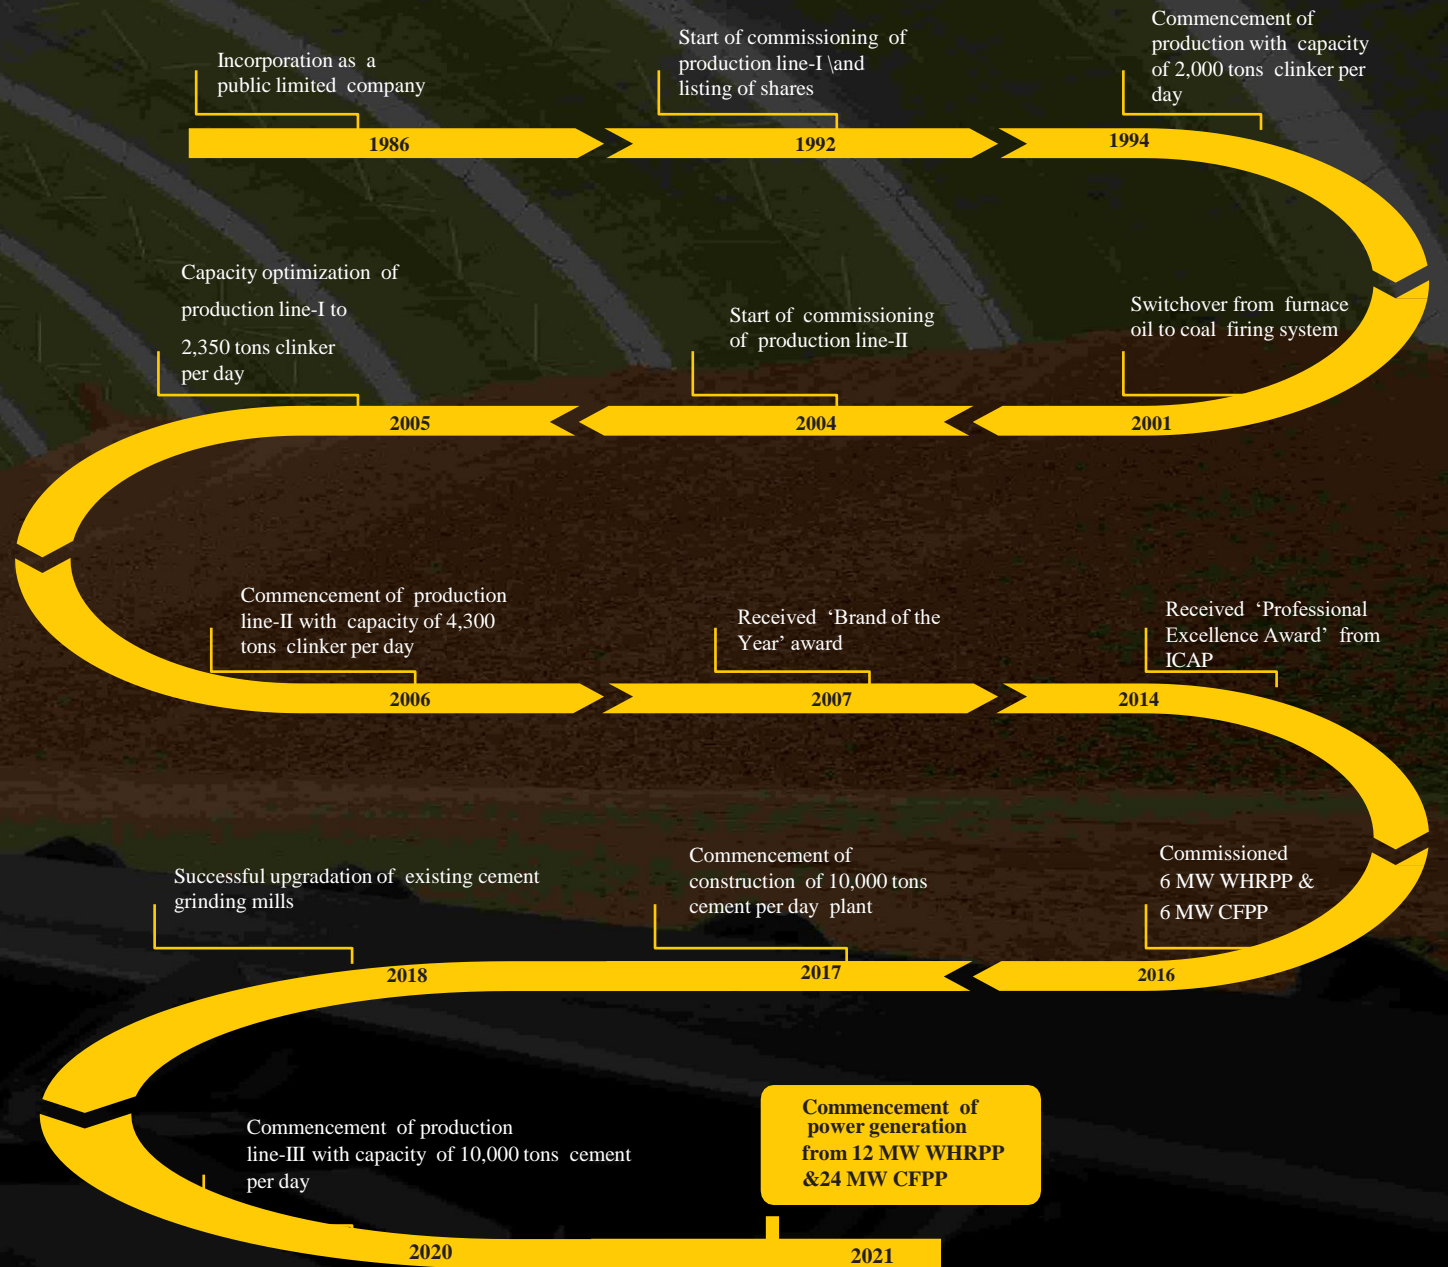 Incorporation as a
public limited company
1986
Start of commissioning of
production line-I \and
listing of shares
1992
Commencement of
production with capacity
of 2,000 tons clinker per
day
1994
Switchover from furnace
oil to coal firing system
2001
Start of commissioning
of production line-II
2004
Capacity optimization of
production line-I to
2,350 tons clinker
per day
2005
Commencement of production
line-II with capacity of 4,300
tons clinker per day
2006
Received ‘Brand of the
Year’ award
2007
Received ‘Professional
Excellence Award’ from
ICAP
2014
Commissioned
6 MW WHRPP &
6 MW CFPP
2016
Commencement of
construction of 10,000 tons
cement per day plant
2017
Successful upgradation of existing cement
grinding mills
2018
Commencement of production
line-III with capacity of 10,000 tons cement
per day
2020
Commencement of
power generation
from 12 MW WHRPP
&24 MW CFPP
2021